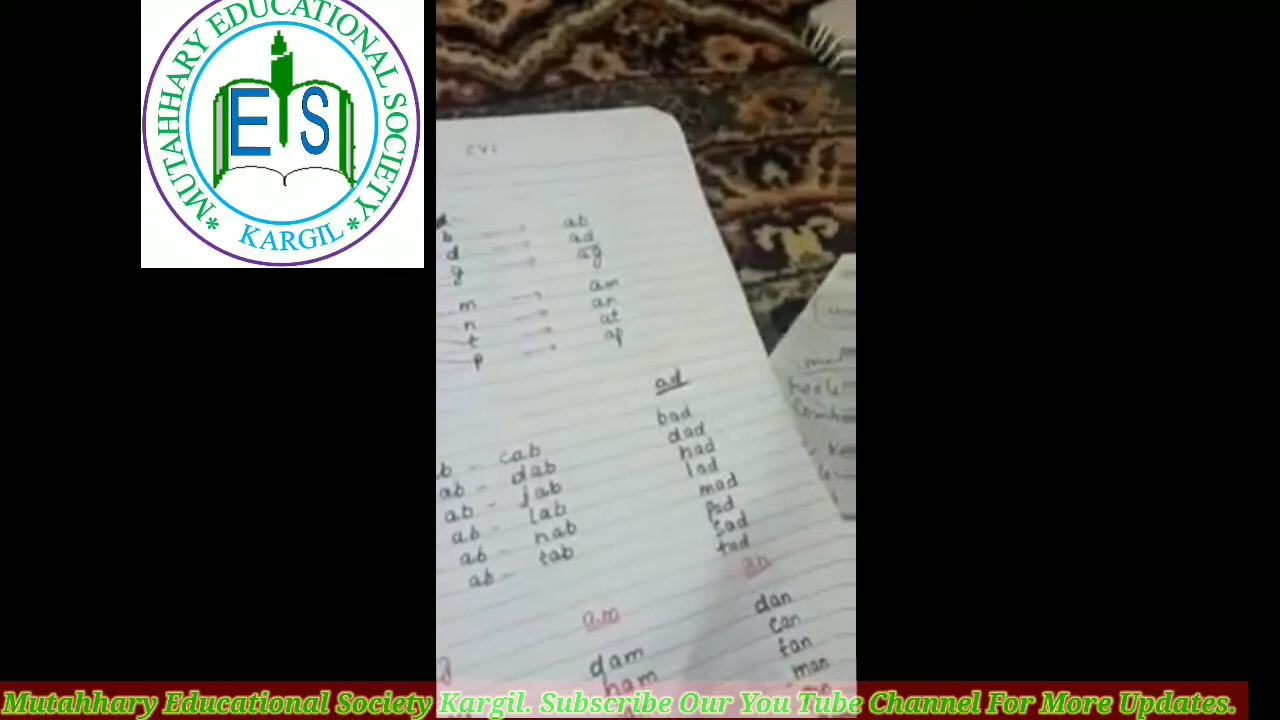 MUTAHHARY EDUCATIONAL SOCIETY
* KARGIL *
E S
cvc
b → ab
d → ad
g → ag
m → am
n → an
t → at
p → ap
ab - cab
ab - dab
ab - jab
ab - lab
ab - nab
ab - tab
ad
bad
dad
had
lad
mad
pad
sad
tad
am
dam
ham
an
dan
can
fan
man
Mutahhary Educational Society Kargil. Subscribe Our You Tube Channel For More Updates.